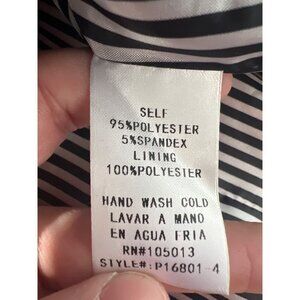 SELF
95%POLYESTER
5%SPANDEX
LINING
100%POLYESTER
HAND WASH COLD
LAVAR A MANO
EN AGUA FRIA
RN#105013
STYLE#:P16801-4